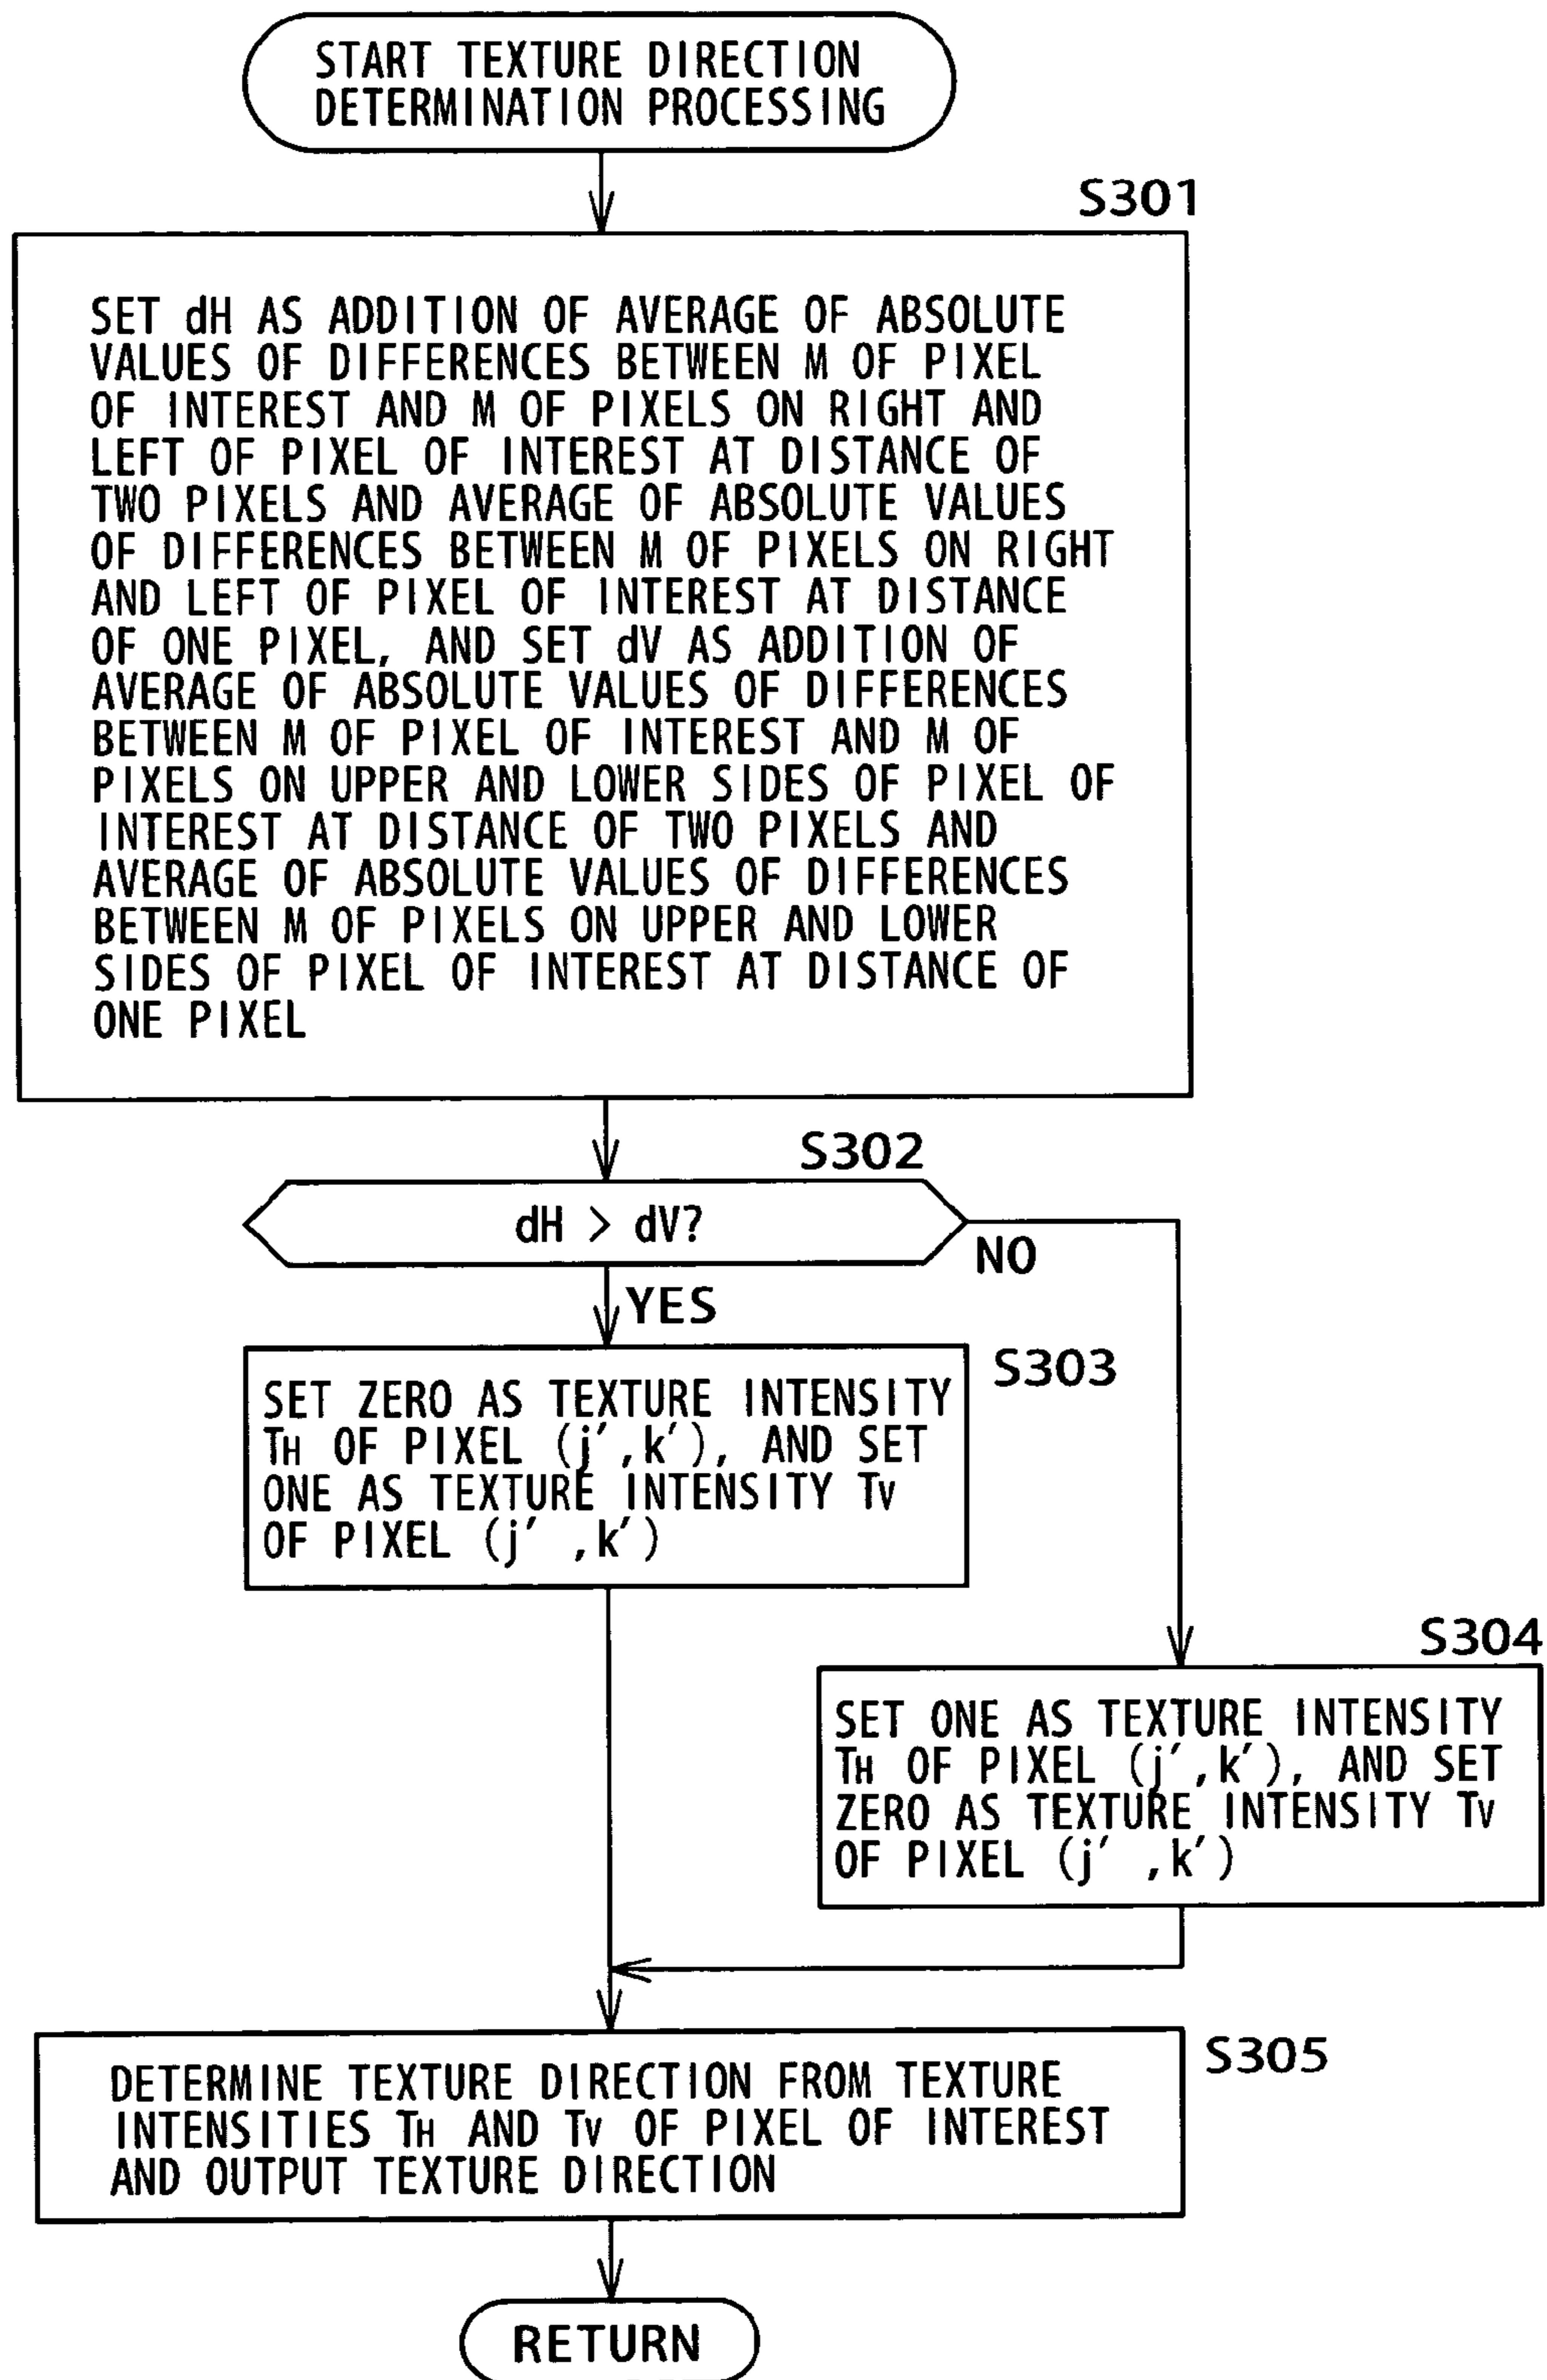 START TEXTURE DIRECTION
DETERMINATION PROCESSING
S301
SET dH AS ADDITION OF AVERAGE OF ABSOLUTE
VALUES OF DIFFERENCES BETWEEN M OF PIXEL
OF INTEREST AND M OF PIXELS ON RIGHT AND
LEFT OF PIXEL OF INTEREST AT DISTANCE OF
TWO PIXELS AND AVERAGE OF ABSOLUTE VALUES
OF DIFFERENCES BETWEEN M OF PIXELS ON RIGHT
AND LEFT OF PIXEL OF INTEREST AT DISTANCE
OF ONE PIXEL, AND SET dV AS ADDITION OF
AVERAGE OF ABSOLUTE VALUES OF DIFFERENCES
BETWEEN M OF PIXEL OF INTEREST AND M OF
PIXELS ON UPPER AND LOWER SIDES OF PIXEL OF
INTEREST AT DISTANCE OF TWO PIXELS AND
AVERAGE OF ABSOLUTE VALUES OF DIFFERENCES
BETWEEN M OF PIXELS ON UPPER AND LOWER
SIDES OF PIXEL OF INTEREST AT DISTANCE OF
ONE PIXEL
S302
dH > dV?
NO
YES
S303
SET ZERO AS TEXTURE INTENSITY
TH OF PIXEL (j′,k′), AND SET
ONE AS TEXTURE INTENSITY TV
OF PIXEL (j′ ,k′)
S304
SET ONE AS TEXTURE INTENSITY
TH OF PIXEL (j′,k′), AND SET
ZERO AS TEXTURE INTENSITY TV
OF PIXEL (j′ ,k′)
S305
DETERMINE TEXTURE DIRECTION FROM TEXTURE
INTENSITIES TH AND TV OF PIXEL OF INTEREST
AND OUTPUT TEXTURE DIRECTION
RETURN